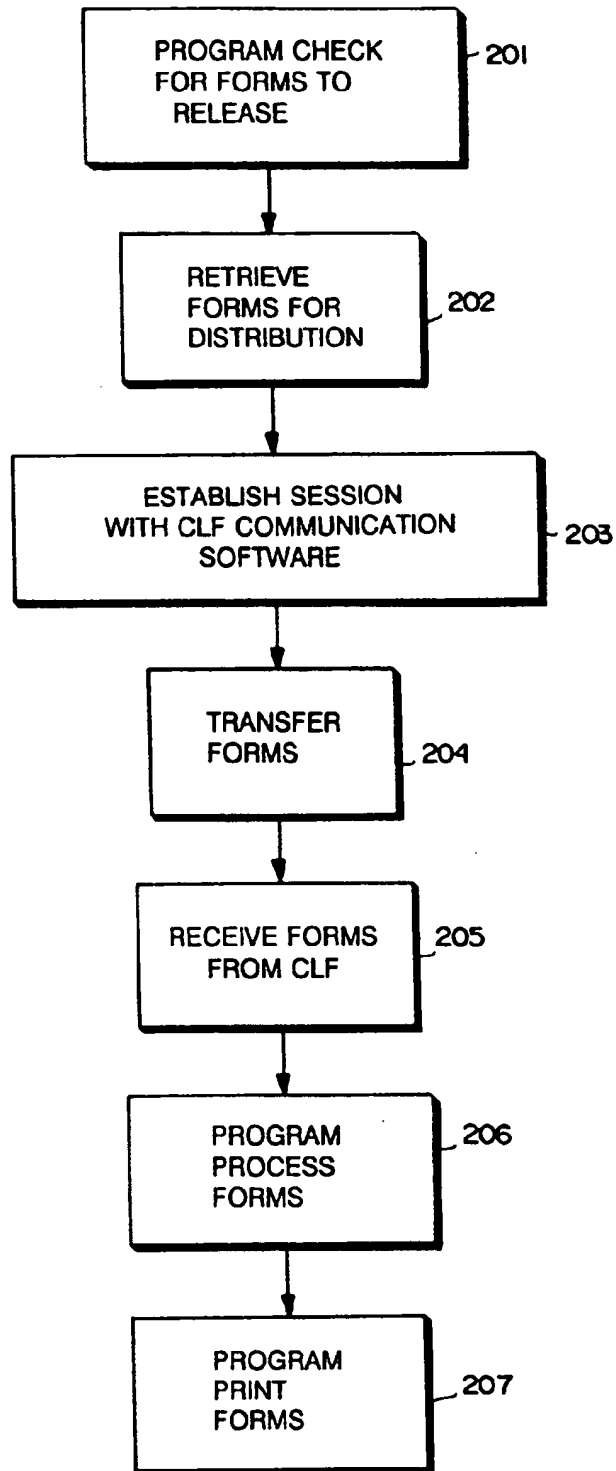 PROGRAM CHECK
FOR FORMS TO
RELEASE
201
RETRIEVE
FORMS FOR
DISTRIBUTION
202
ESTABLISH SESSION
WITH CLF COMMUNICATION
SOFTWARE
203
TRANSFER
FORMS
204
RECEIVE FORMS
FROM CLF
205
PROGRAM
PROCESS
FORMS
206
PROGRAM
PRINT
FORMS
207